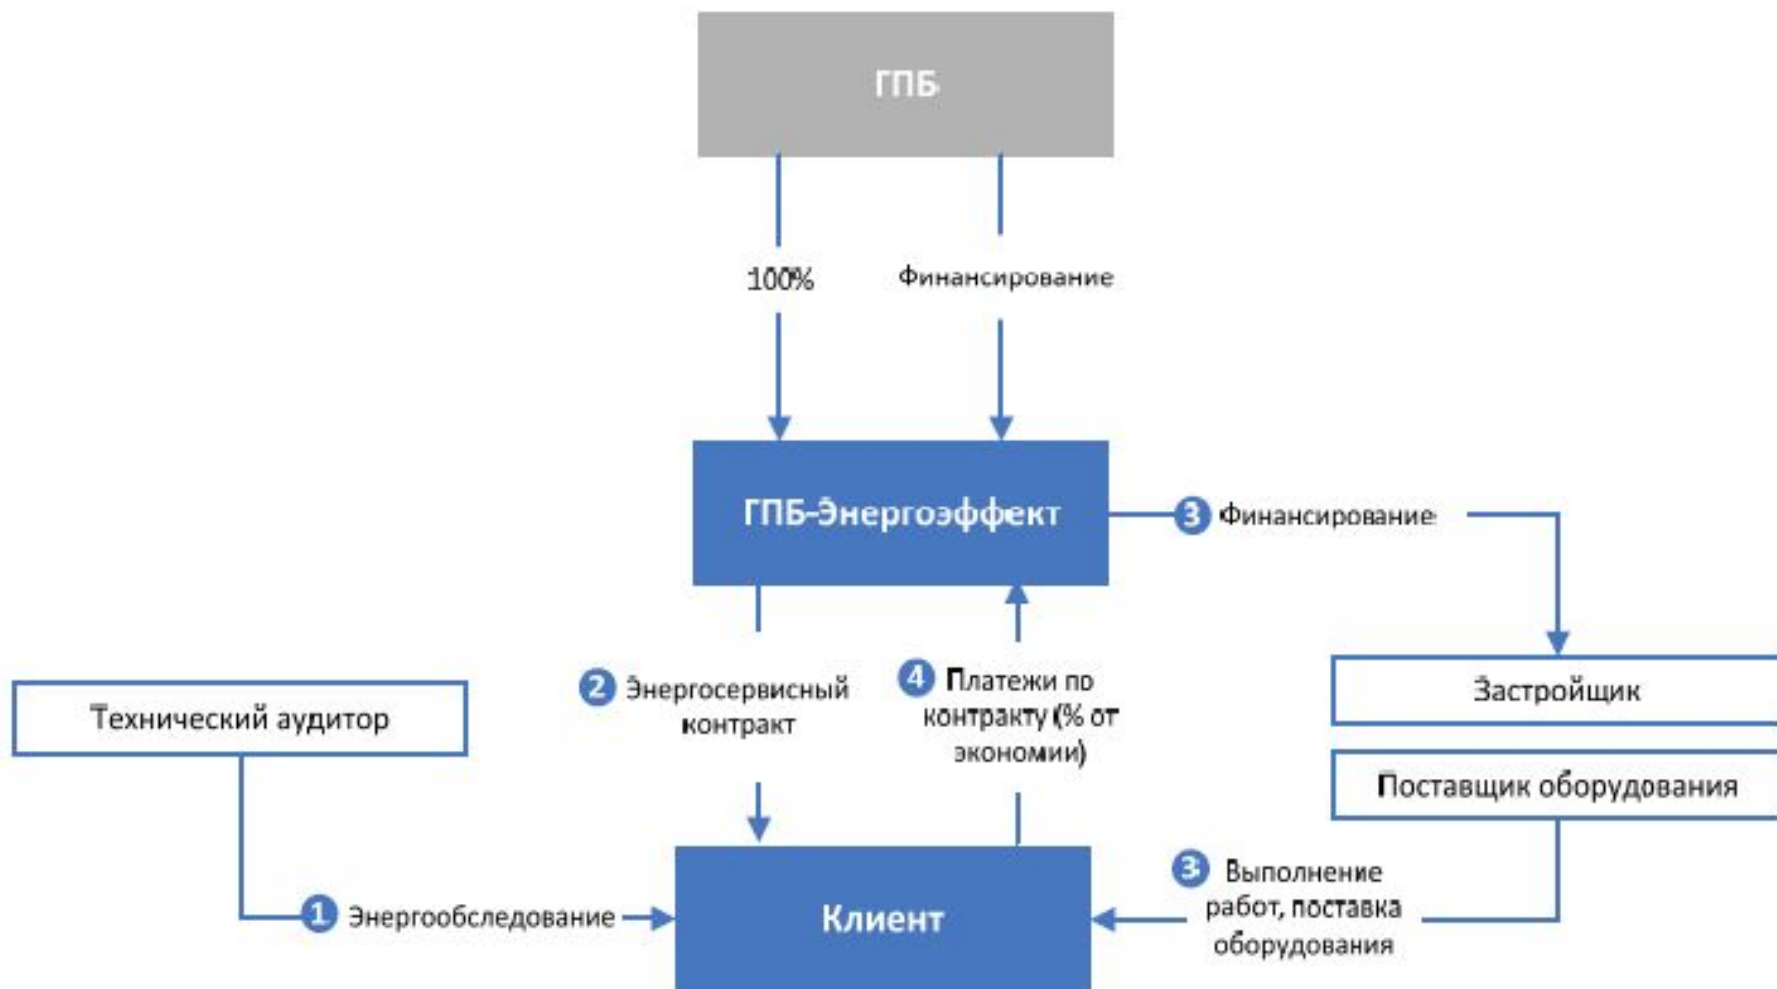 ГПБ
100%
Финансирование
ГПБ-Энергоэффект
3 Финансирование
2 Энергосервисный
контракт
4 Платежи по
контракту (% от
экономии)
Технический аудитор
Застройщик
Поставщик оборудования
1 Энергообследование
Клиент
3 Выполнение
работ, поставка
оборудования